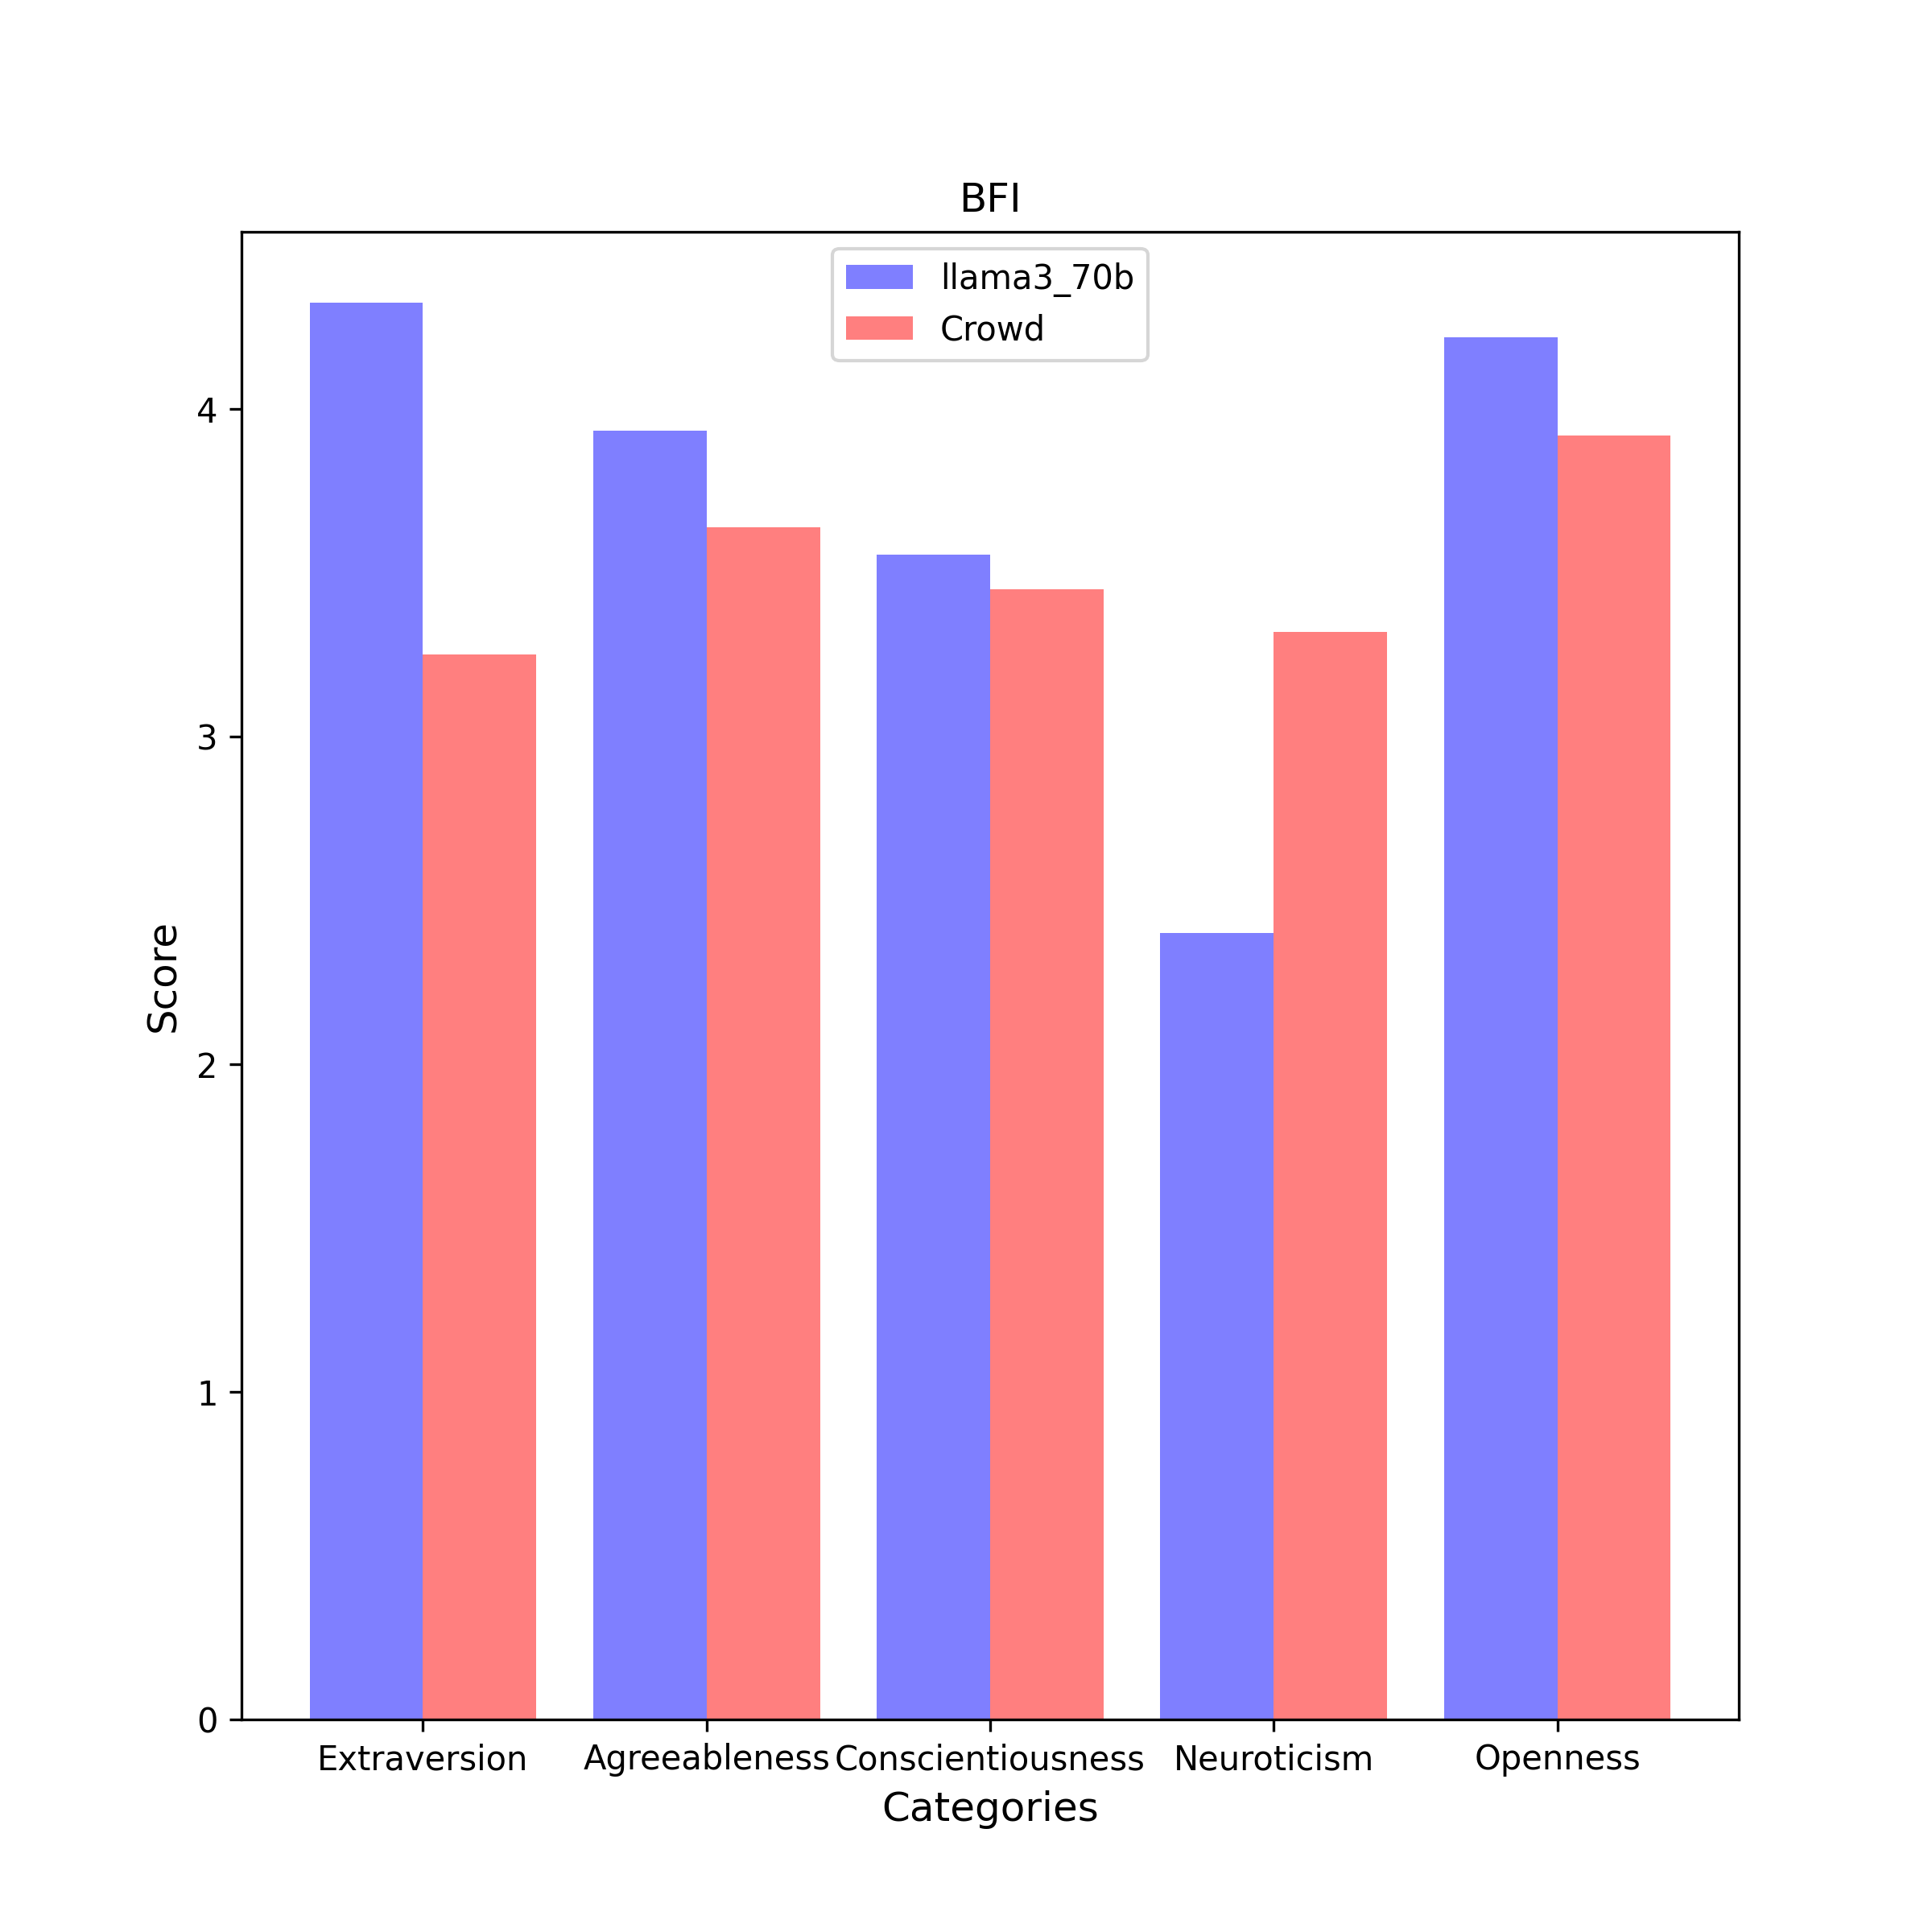 BFI
llama3_70b
Crowd
4
3
2
1
0
Score
Extraversion Agreeableness Conscientiousness Neuroticism Openness
Categories